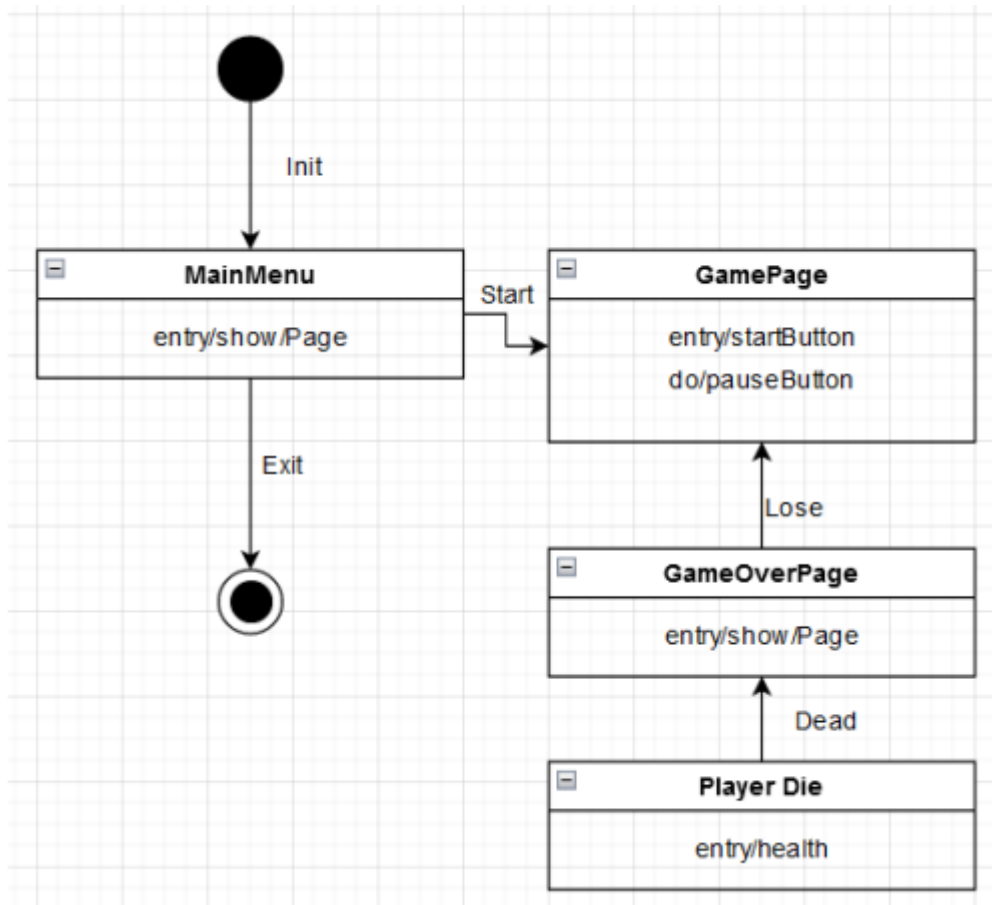 Init
MainMenu
entry/show/Page
Start
GamePage
entry/startButton
do/pauseButton
Exit
Lose
GameOverPage
entry/show/Page
Dead
Player Die
entry/health